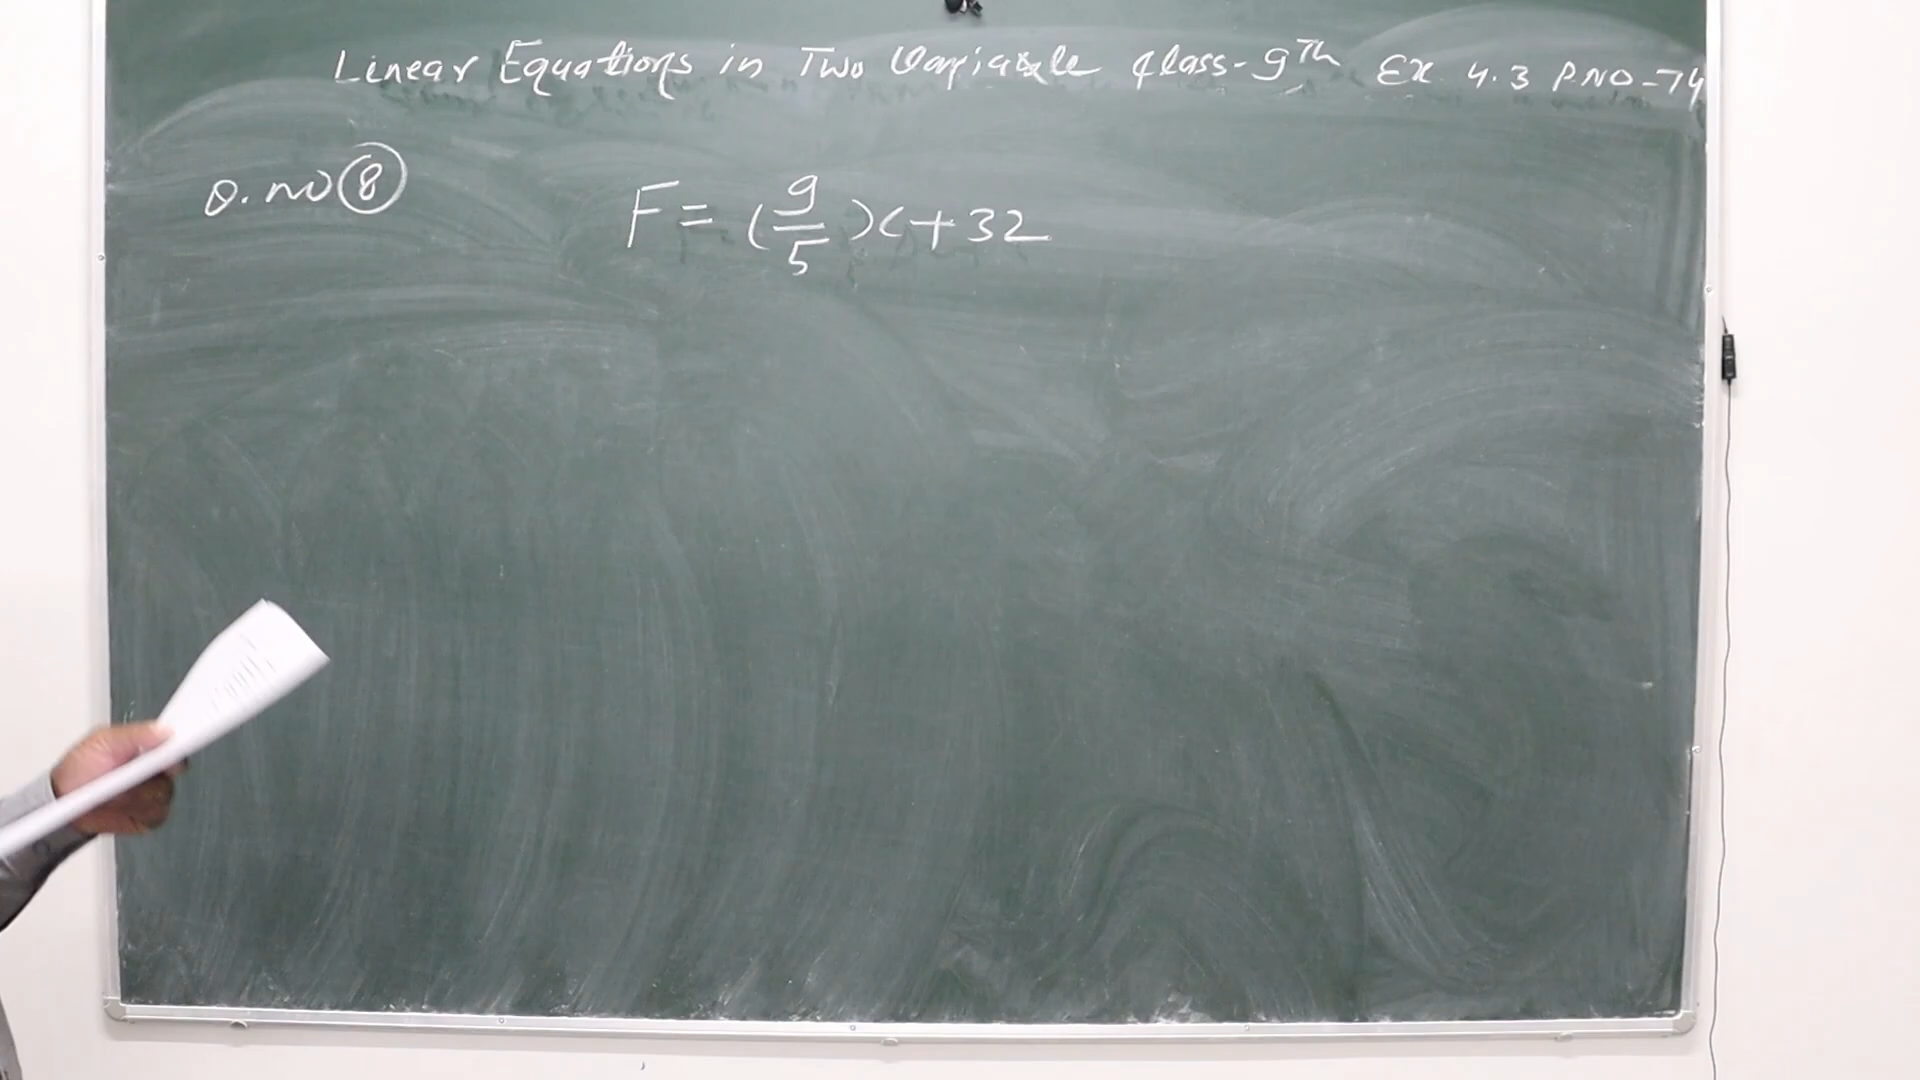 Linear Equations in Two Variable Class-9th Ex 4.3 P.NO-74
Q.NO 8
F = (9/5)C+32